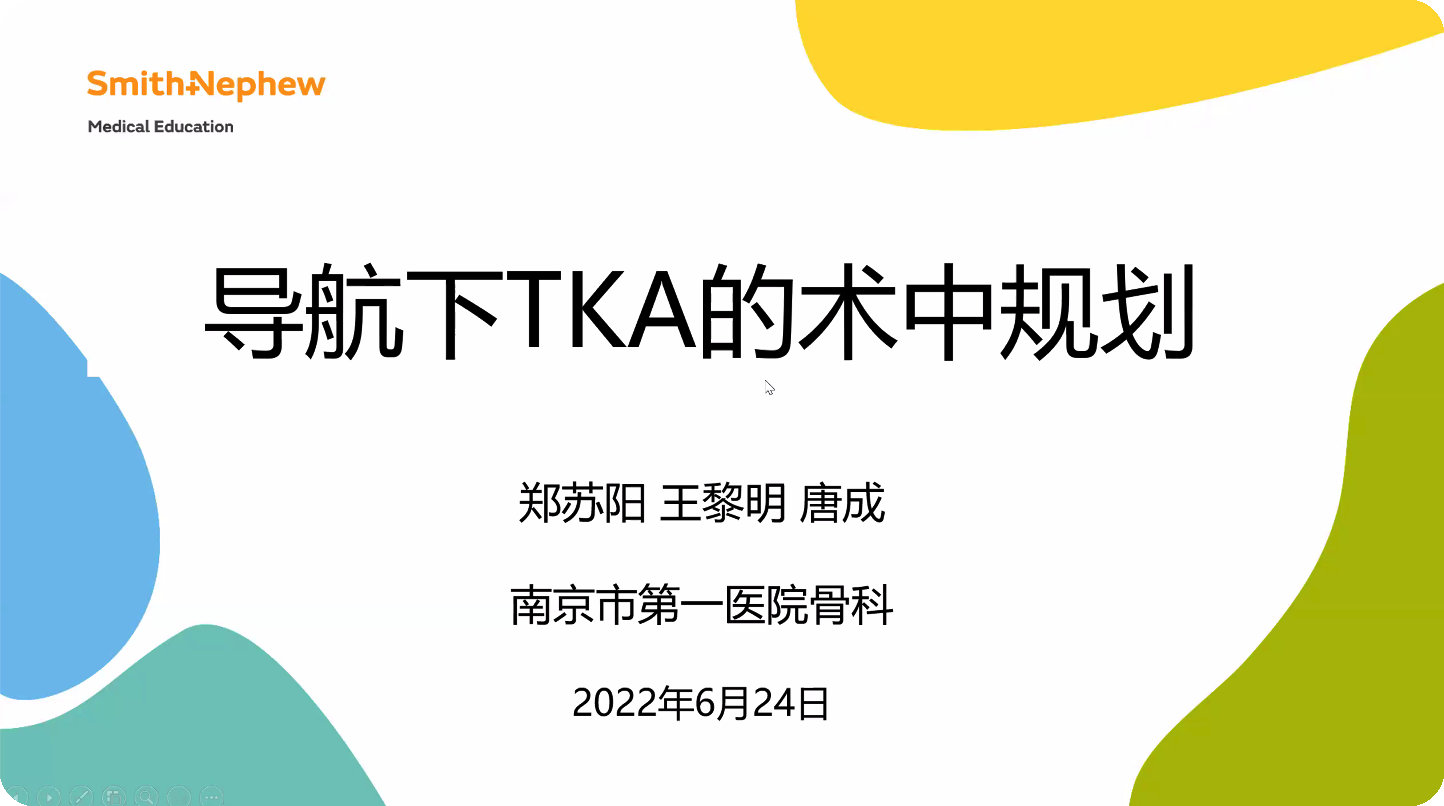 Smith+Nephew
Medical Education
导航下TKA的术中规划
郑苏阳 王黎明 唐成
南京市第一医院骨科
2022年6月24日